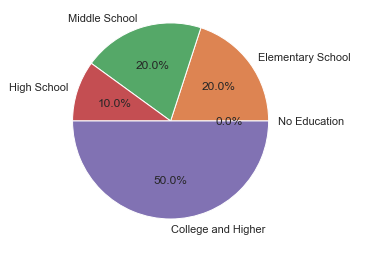 Middle School
Elementary School
20.0%
20.0%
High School
10.0%
0.0%
No Education
50.0%
College and Higher